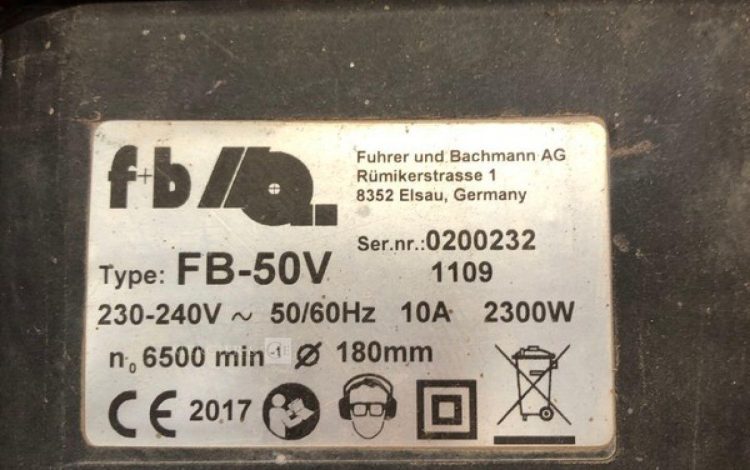 f+b a.
Fuhrer und Bachmann AG
Rümikerstrasse 1
8352 Elsau, Germany
Ser.nr.:0200232
1109
Type: FB-50V
230-240V ~ 50/60Hz 10A 2300W
n₀ 6500 min -1 Ø 180mm
CE 2017